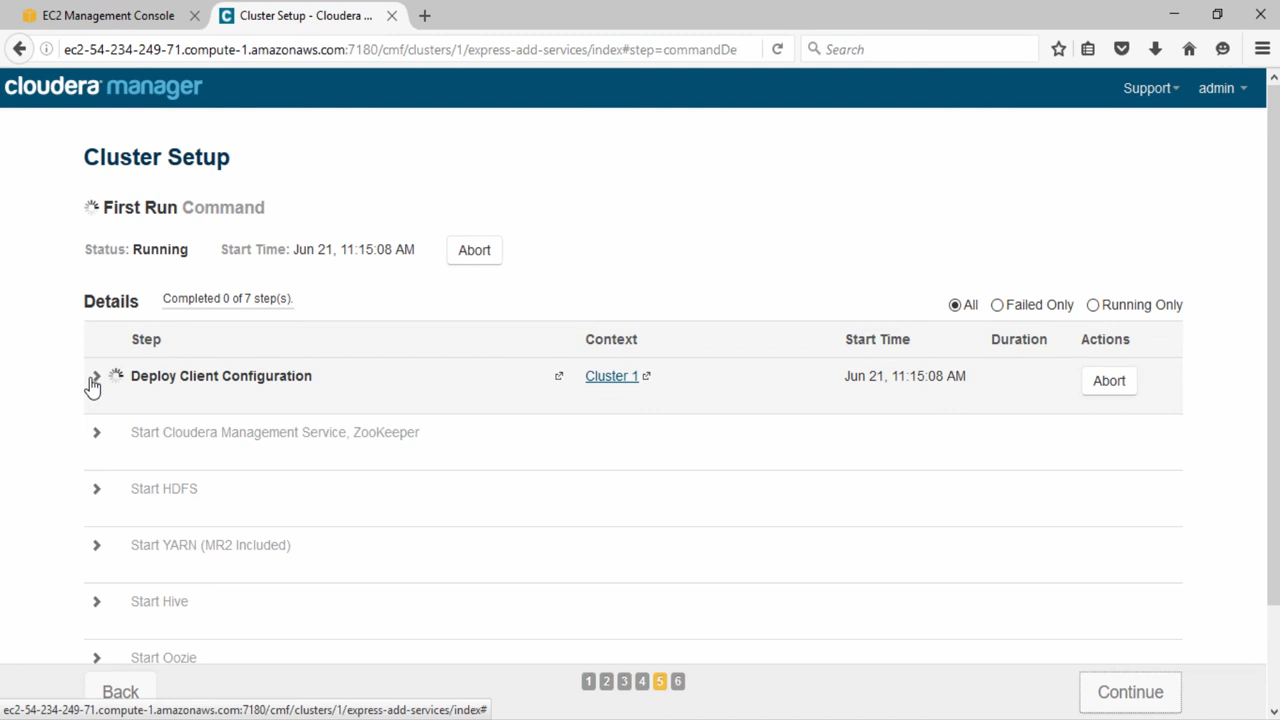 EC2 Management Console
Cluster Setup - Cloudera ...
ec2-54-234-249-71.compute-1.amazonaws.com:7180/cmf/clusters/1/express-add-services/index#step=commandDe
Search
cloudera manager
Support
admin
Cluster Setup
First Run Command
Status: Running
Start Time: Jun 21, 11:15:08 AM
Abort
Details
Completed 0 of 7 step(s).
All
Failed Only
Running Only
Step
Context
Start Time
Duration
Actions
Deploy Client Configuration
Cluster 1
Jun 21, 11:15:08 AM
Abort
Start Cloudera Management Service, ZooKeeper
Start HDFS
Start YARN (MR2 Included)
Start Hive
Start Oozie
Back
1 2 3 4 5 6
Continue
ec2-54-234-249-71.compute-1.amazonaws.com:7180/cmf/clusters/1/express-add-services/index#